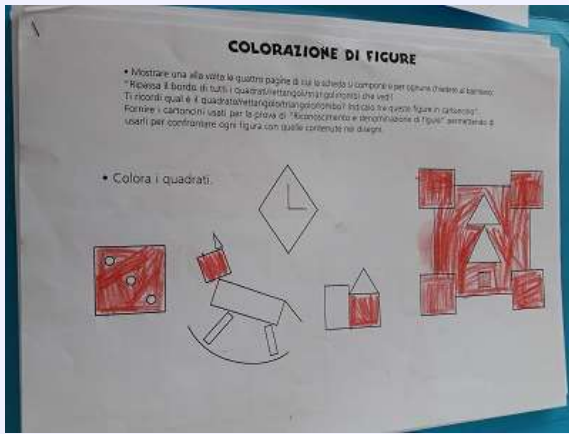 COLORAZIONE DI FIGURE
• Mostrare una alla volta le quattro pagine di cui la scheda si compone e per ognuna chiedere al bambino:
"Ripassa il bordo di tutti i quadrati/rettangoli/triangoli/rombi che vedi!
Ti ricordi qual è il quadrato/rettangolo/triangolo/rombo? Indicalo tra queste figure in cartoncino".
Fornire i cartoncini usati per la prova di "Riconoscimento e denominazione di figure" permettendo di
usarli per confrontare ogni figura con quelle contenute nei disegni.
• Colora i quadrati.